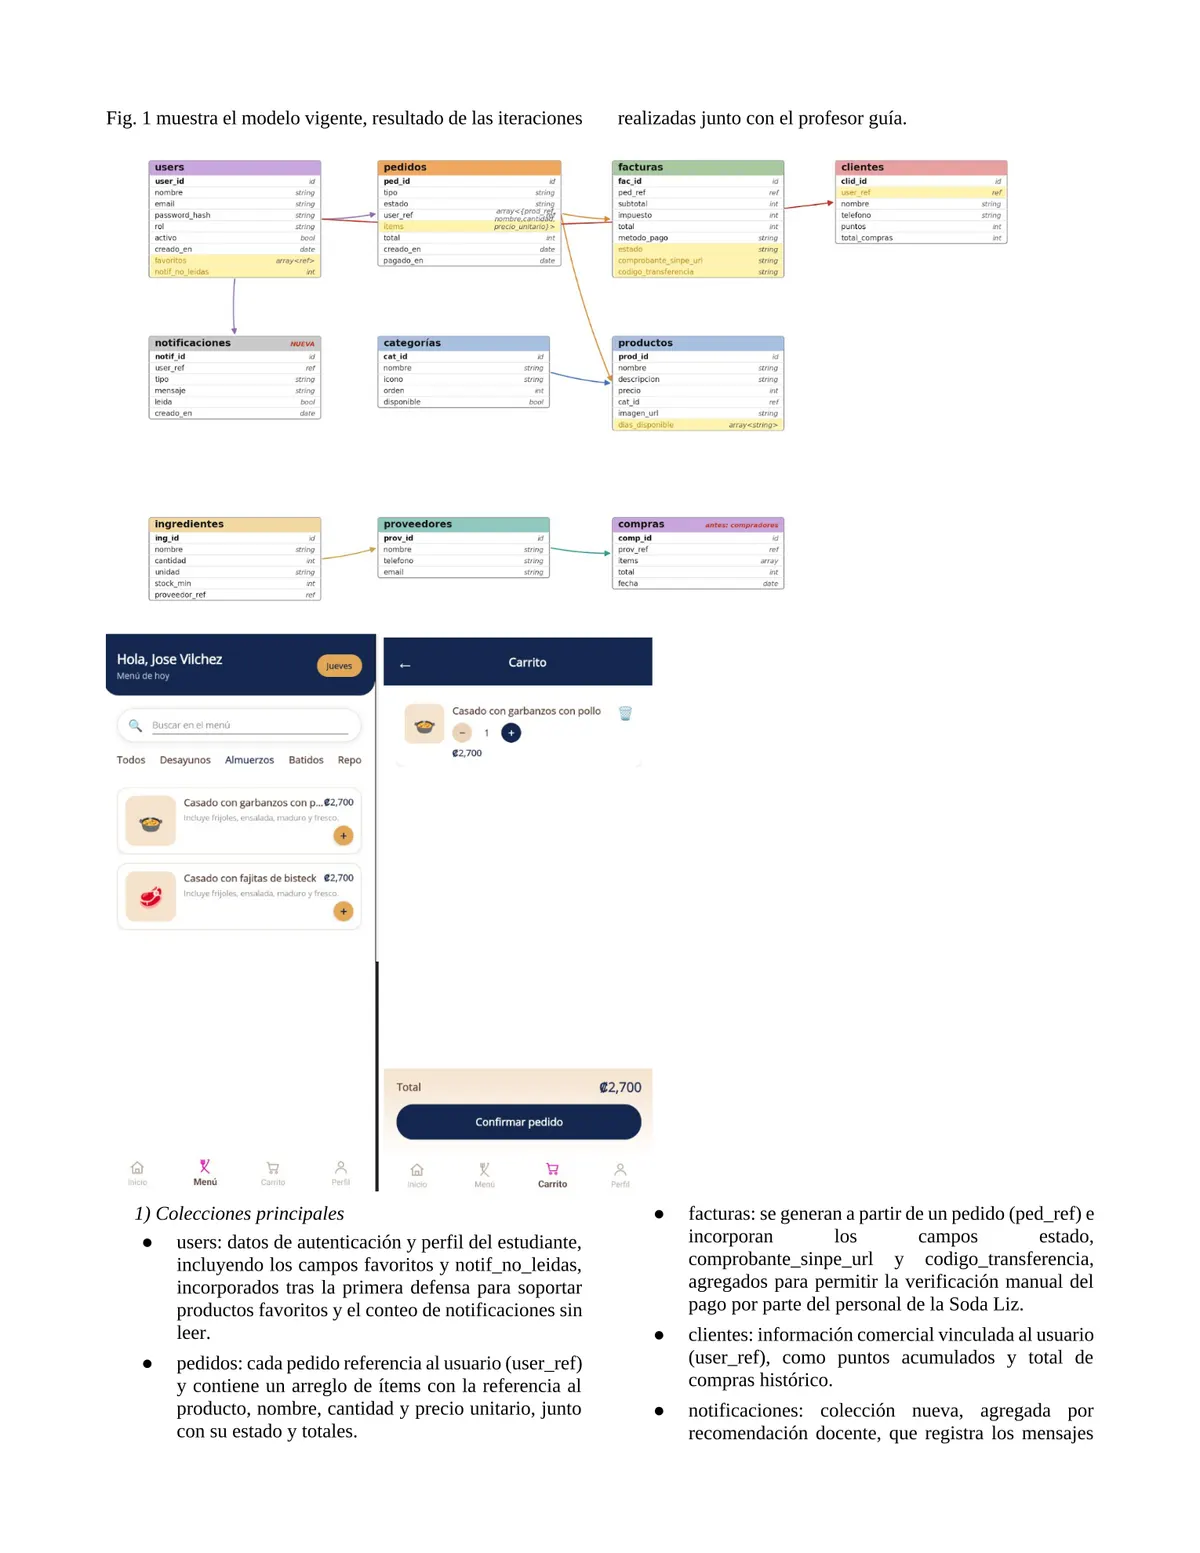 Fig. 1 muestra el modelo vigente, resultado de las iteraciones
realizadas junto con el profesor guía.
users
user_id id
nombre string
email string
password_hash string
rol string
activo bool
creado_en date
favoritos array<ref>
notif_no_leidas int
pedidos
ped_id id
tipo string
estado string
user_ref
items array<{prod_ref,
nombre,cantidad,
precio_unitario}>
total int
creado_en date
pagado_en date
facturas
fac_id id
ped_ref ref
subtotal int
impuesto int
total int
metodo_pago string
estado string
comprobante_sinpe_url string
codigo_transferencia string
clientes
clid_id id
user_ref ref
nombre string
telefono string
puntos int
total_compras int
notificaciones NUEVA
notif_id id
user_ref ref
tipo string
mensaje string
leida bool
creado_en date
categorías
cat_id id
nombre string
icono string
orden int
disponible bool
productos
prod_id id
nombre string
descripcion string
precio int
cat_id ref
imagen_url string
dias_disponible array<string>
ingredientes
ing_id id
nombre string
cantidad int
unidad string
stock_min int
proveedor_ref ref
proveedores
prov_id id
nombre string
telefono string
email string
compras antes: compradores
comp_id id
prov_ref ref
items array
total int
fecha date
Hola, Jose Vilchez
Menú de hoy
Jueves
Buscar en el menú
Todos Desayunos Almuerzos Batidos Repo
Casado con garbanzos con p... ₡2,700
Incluye frijoles, ensalada, maduro y fresco.
+
Casado con fajitas de bisteck ₡2,700
Incluye frijoles, ensalada, maduro y fresco.
+
Inicio Menú Carrito Perfil
← Carrito
Casado con garbanzos con pollo
− 1 +
₡2,700
Total ₡2,700
Confirmar pedido
Inicio Menú Carrito Perfil
1) Colecciones principales
● users: datos de autenticación y perfil del estudiante,
incluyendo los campos favoritos y notif_no_leidas,
incorporados tras la primera defensa para soportar
productos favoritos y el conteo de notificaciones sin
leer.
● pedidos: cada pedido referencia al usuario (user_ref)
y contiene un arreglo de ítems con la referencia al
producto, nombre, cantidad y precio unitario, junto
con su estado y totales.
● facturas: se generan a partir de un pedido (ped_ref) e
incorporan los campos estado,
comprobante_sinpe_url y codigo_transferencia,
agregados para permitir la verificación manual del
pago por parte del personal de la Soda Liz.
● clientes: información comercial vinculada al usuario
(user_ref), como puntos acumulados y total de
compras histórico.
● notificaciones: colección nueva, agregada por
recomendación docente, que registra los mensajes